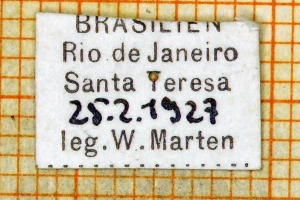 BRASILIEN
Rio de Janeiro
Santa Teresa
25.2.1927
leg. W. Marten